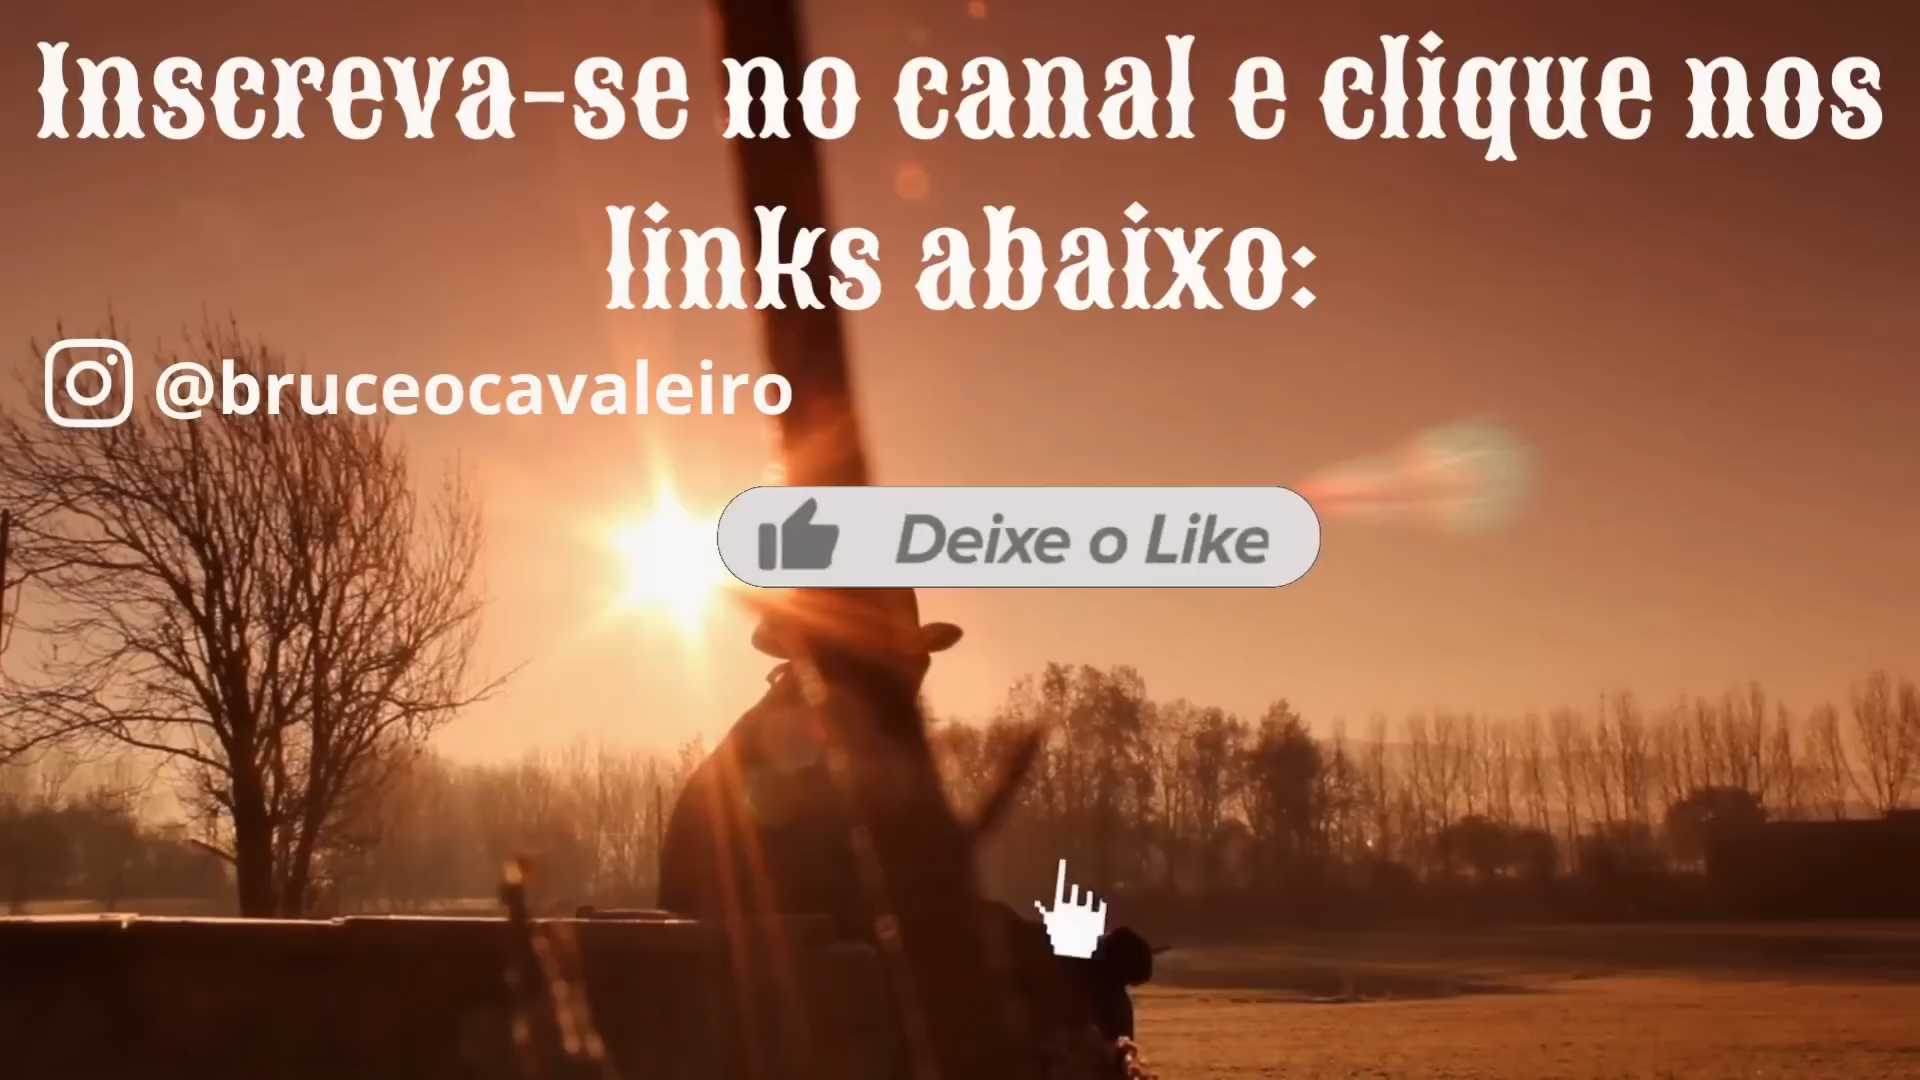 Inscreva-se no canal e clique nos
links abaixo:
@bruceocavaleiro
Deixe o Like